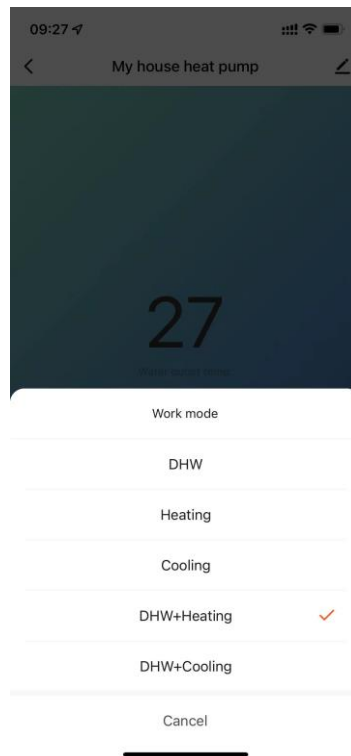 09:27
My house heat pump
27
Work mode
DHW
Heating
Cooling
DHW+Heating
DHW+Cooling
Cancel